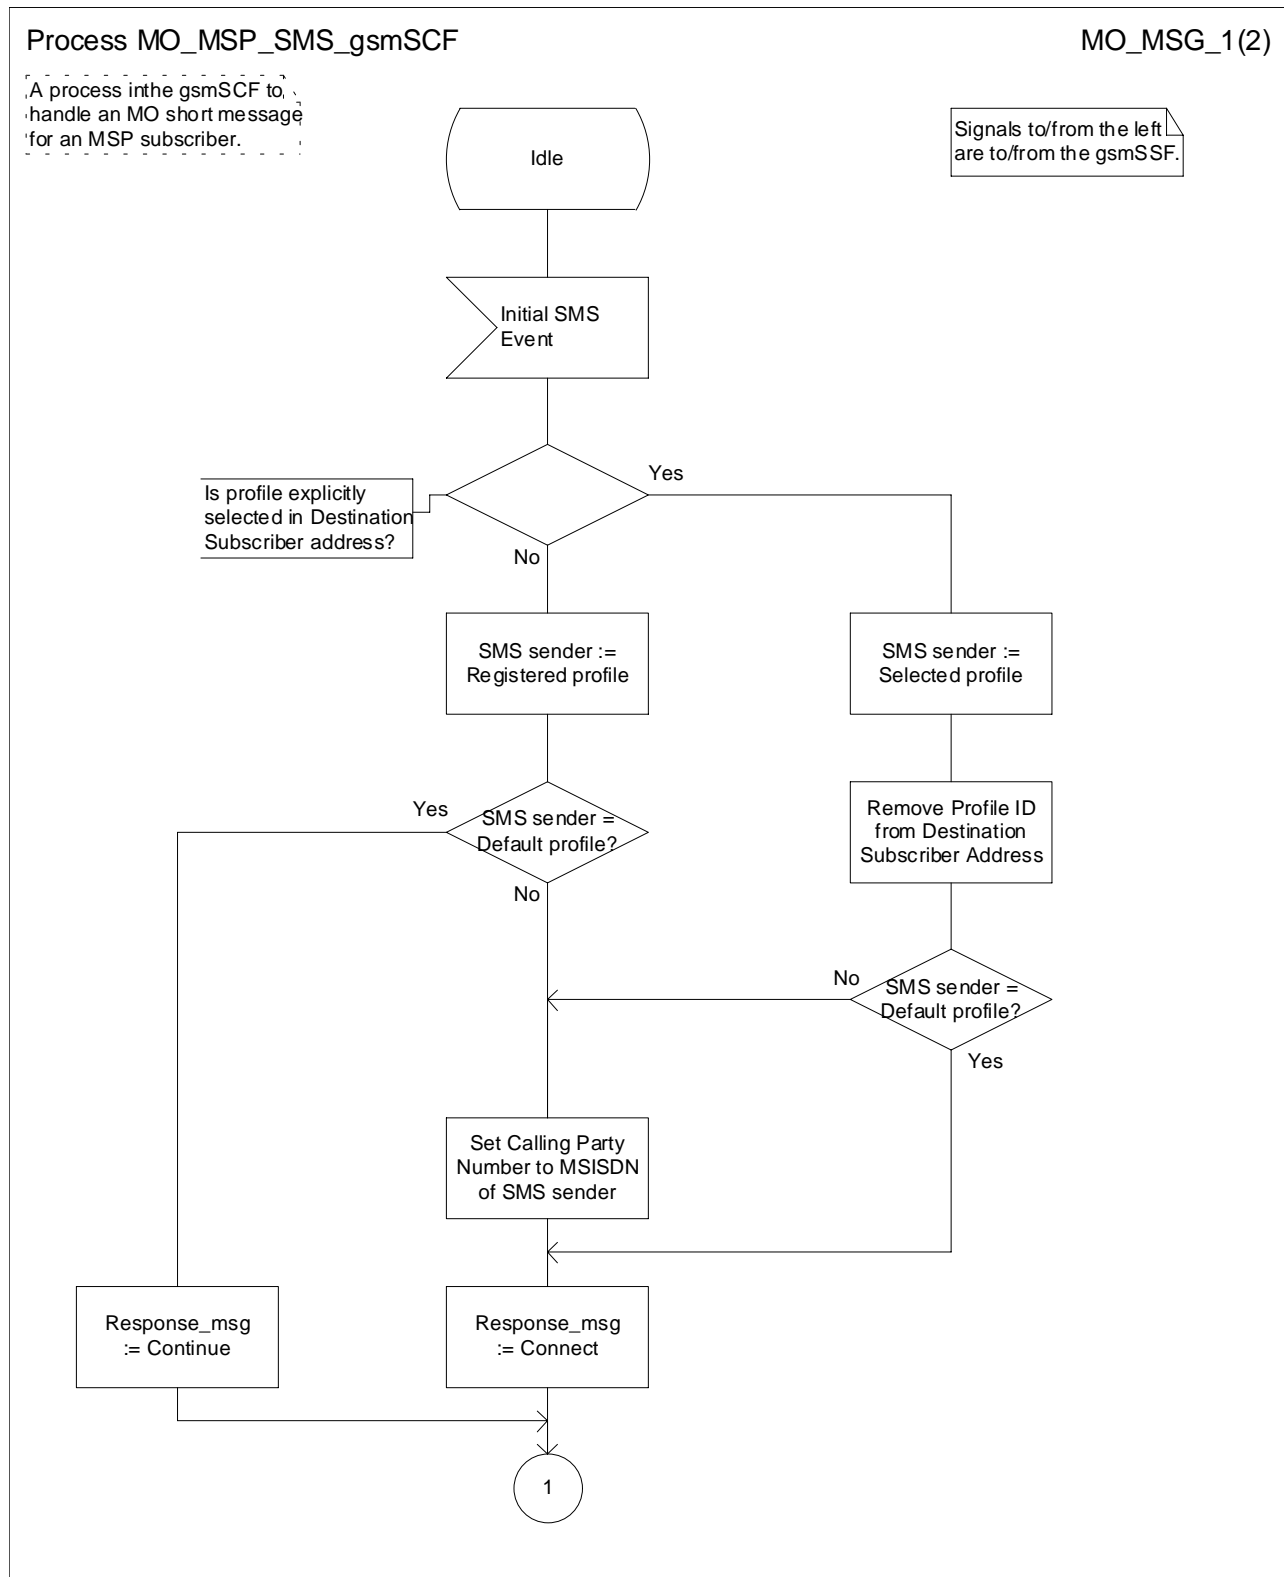 Process MO_MSP_SMS_gsmSCF
MO_MSG_1(2)
A process inthe gsmSCF to
handle an MO short message
for an MSP subscriber.
Signals to/from the left
are to/from the gsmSSF.
Idle
Initial SMS
Event
Is profile explicitly
selected in Destination
Subscriber address?
Yes
No
SMS sender :=
Registered profile
SMS sender :=
Selected profile
Yes
SMS sender =
Default profile?
No
Remove Profile ID
from Destination
Subscriber Address
No
SMS sender =
Default profile?
Yes
Set Calling Party
Number to MSISDN
of SMS sender
Response_msg
:= Continue
Response_msg
:= Connect
1